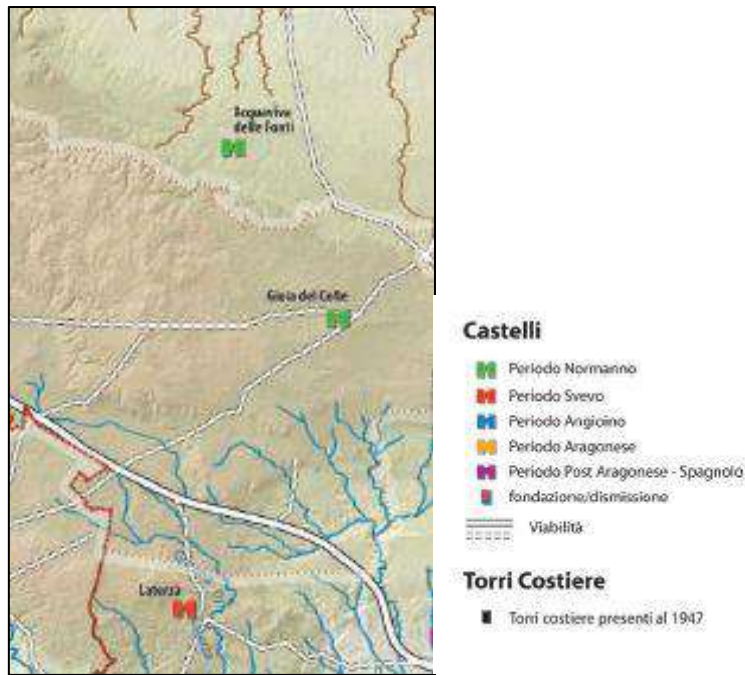 Acquaviva
delle Fonti
Gioia del Colle
Laterza
Castelli
Periodo Normanno
Periodo Svevo
Periodo Angioino
Periodo Aragonese
Periodo Post Aragonese - Spagnolo
fondazione/dismissione
Viabilità
Torri Costiere
Torri costiere presenti al 1947